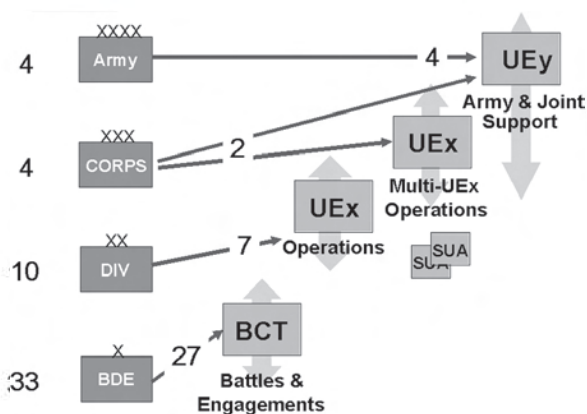 XXXX
4
Army
4
UEy
Army & Joint
Support
XXX
4
CORPS
2
UEx
Multi-UEx
Operations
UEx
Operations
XX
10
DIV
7
SUA
SUA
BCT
X
33
BDE
27
Battles &
Engagements